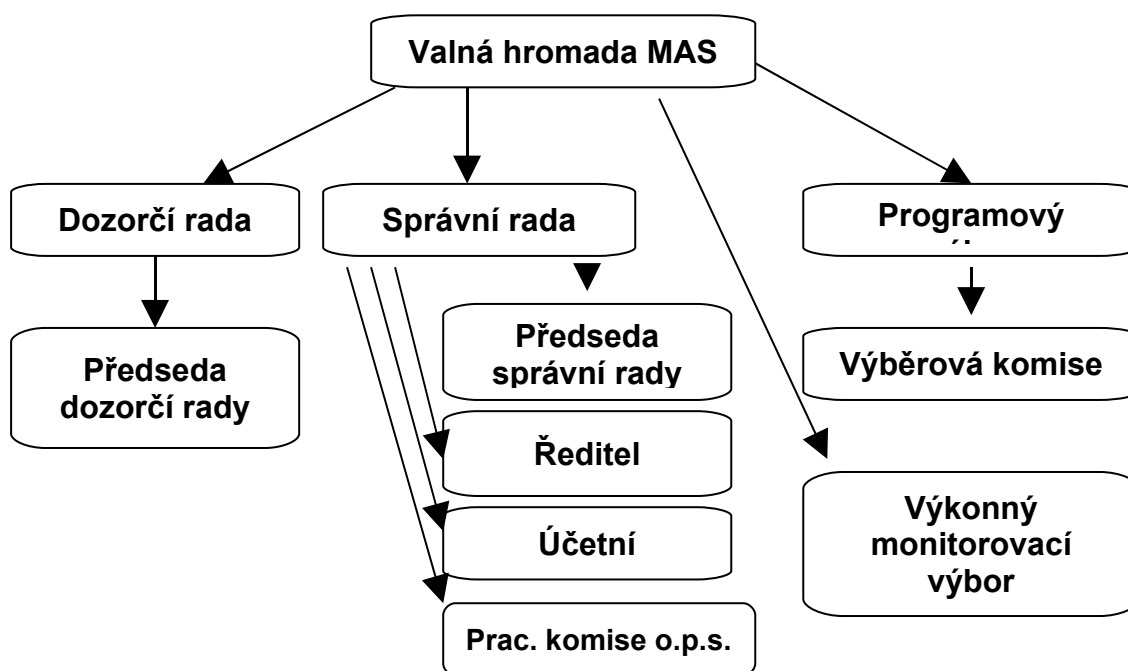 Valná hromada MAS
Dozorčí rada
Správní rada
Programový
Předseda
dozorčí rady
Předseda
správní rady
Výběrová komise
Ředitel
Účetní
Výkonný
monitorovací
výbor
Prac. komise o.p.s.